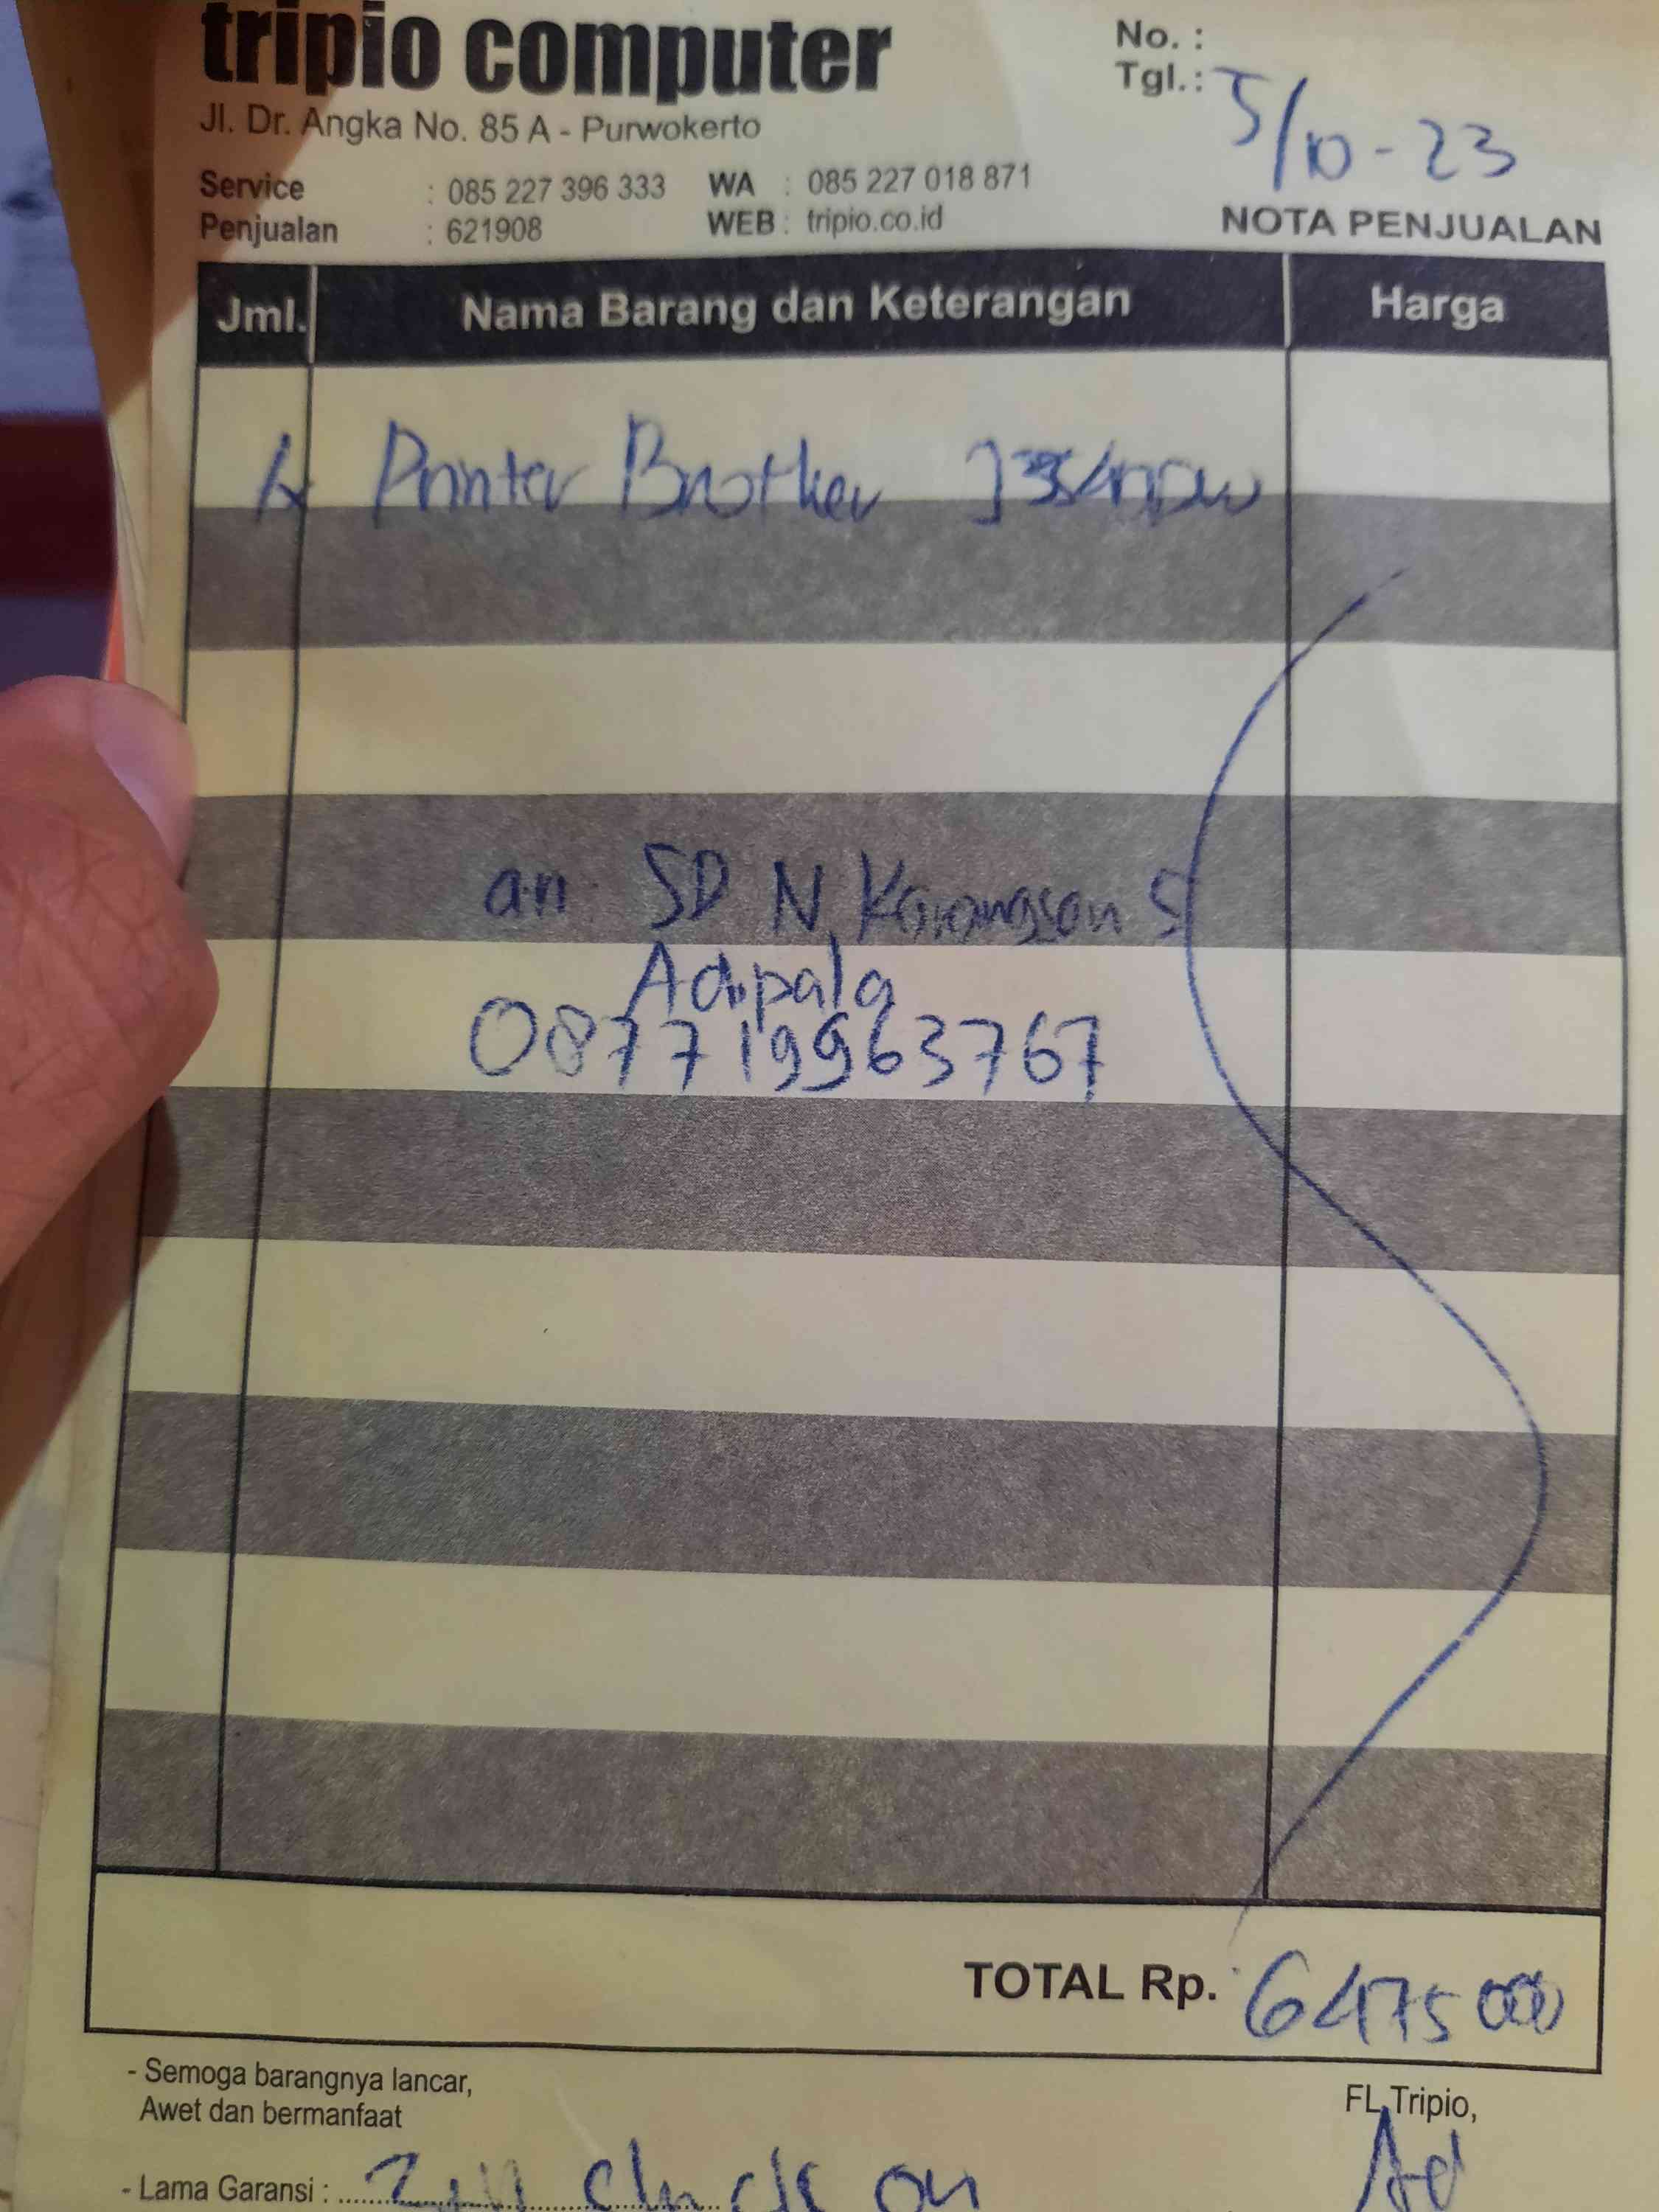 tripio computer
Jl. Dr. Angka No. 85 A - Purwokerto
Service : 085 227 396 333 WA : 085 227 018 871
Penjualan : 621908 WEB : tripio.co.id
No. :
Tgl. : 5/10-23
NOTA PENJUALAN
Jml. Nama Barang dan Keterangan Harga
Printer Brother
an SD N Karangsari 5
Adipala
087719963767
TOTAL Rp. 6475000
- Semoga barangnya lancar,
Awet dan bermanfaat
FL Tripio,
- Lama Garansi :